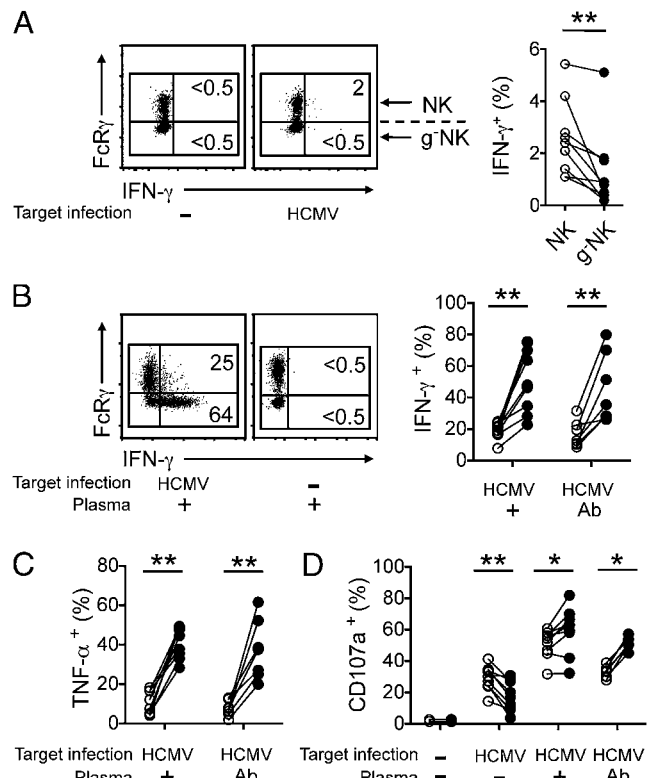 A
FcRγ
<0.5
<0.5
2
<0.5
NK
g-NK
IFN-γ
Target infection – HCMV
IFN-γ+ (%)
**
6
4
2
0
NK
g-NK
B
FcRγ
25
64
<0.5
<0.5
IFN-γ
Target infection HCMV –
Plasma + +
IFN-γ + (%)
** **
100
80
60
40
20
0
HCMV HCMV
+ Ab
C
TNF-α + (%)
** **
80
60
40
20
0
Target infection HCMV HCMV
Plasma + Ab
D
CD107a + (%)
** * *
100
80
60
40
20
0
Target infection – HCMV HCMV HCMV
Plasma – – + Ab